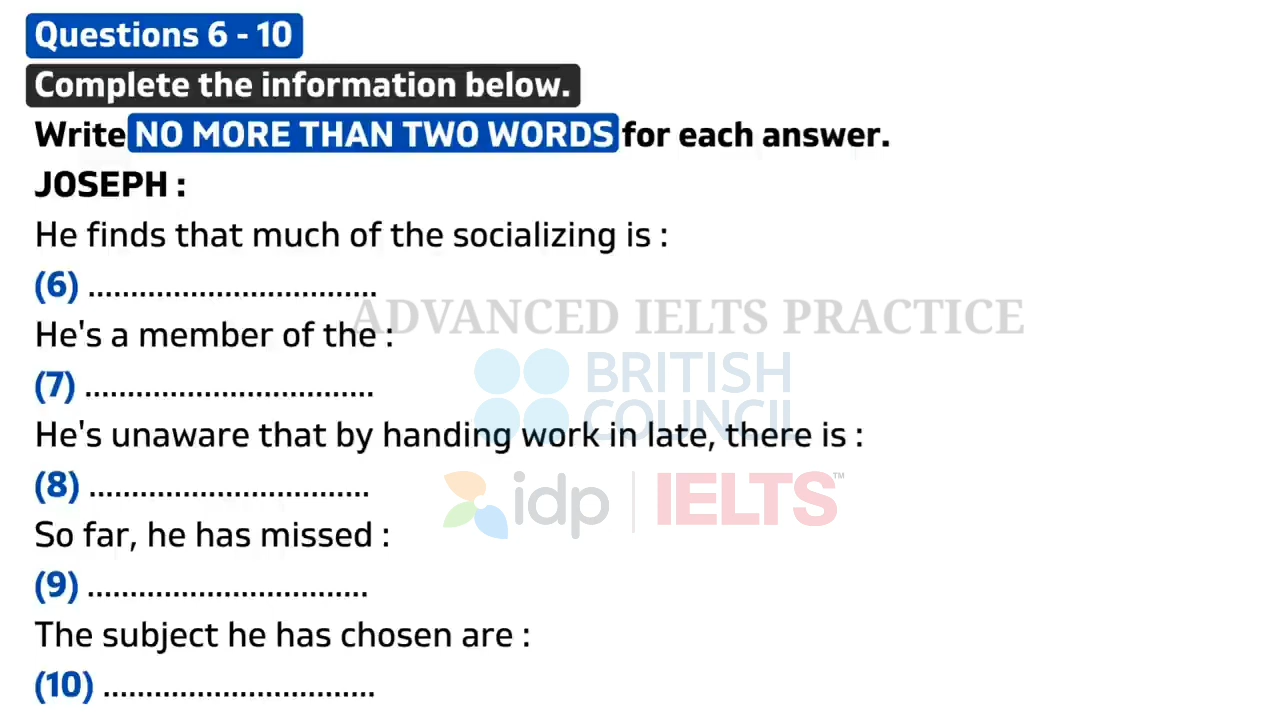 Questions 6 - 10
Complete the information below.
Write NO MORE THAN TWO WORDS for each answer.
JOSEPH :
He finds that much of the socializing is :
(6) ..................................
ADVANCED IELTS PRACTICE
He's a member of the :
BRITISH
(7) ..................................
COUNCIL
He's unaware that by handing work in late, there is :
(8) .................................
idp | IELTS™
So far, he has missed :
(9) .................................
The subject he has chosen are :
(10) ................................